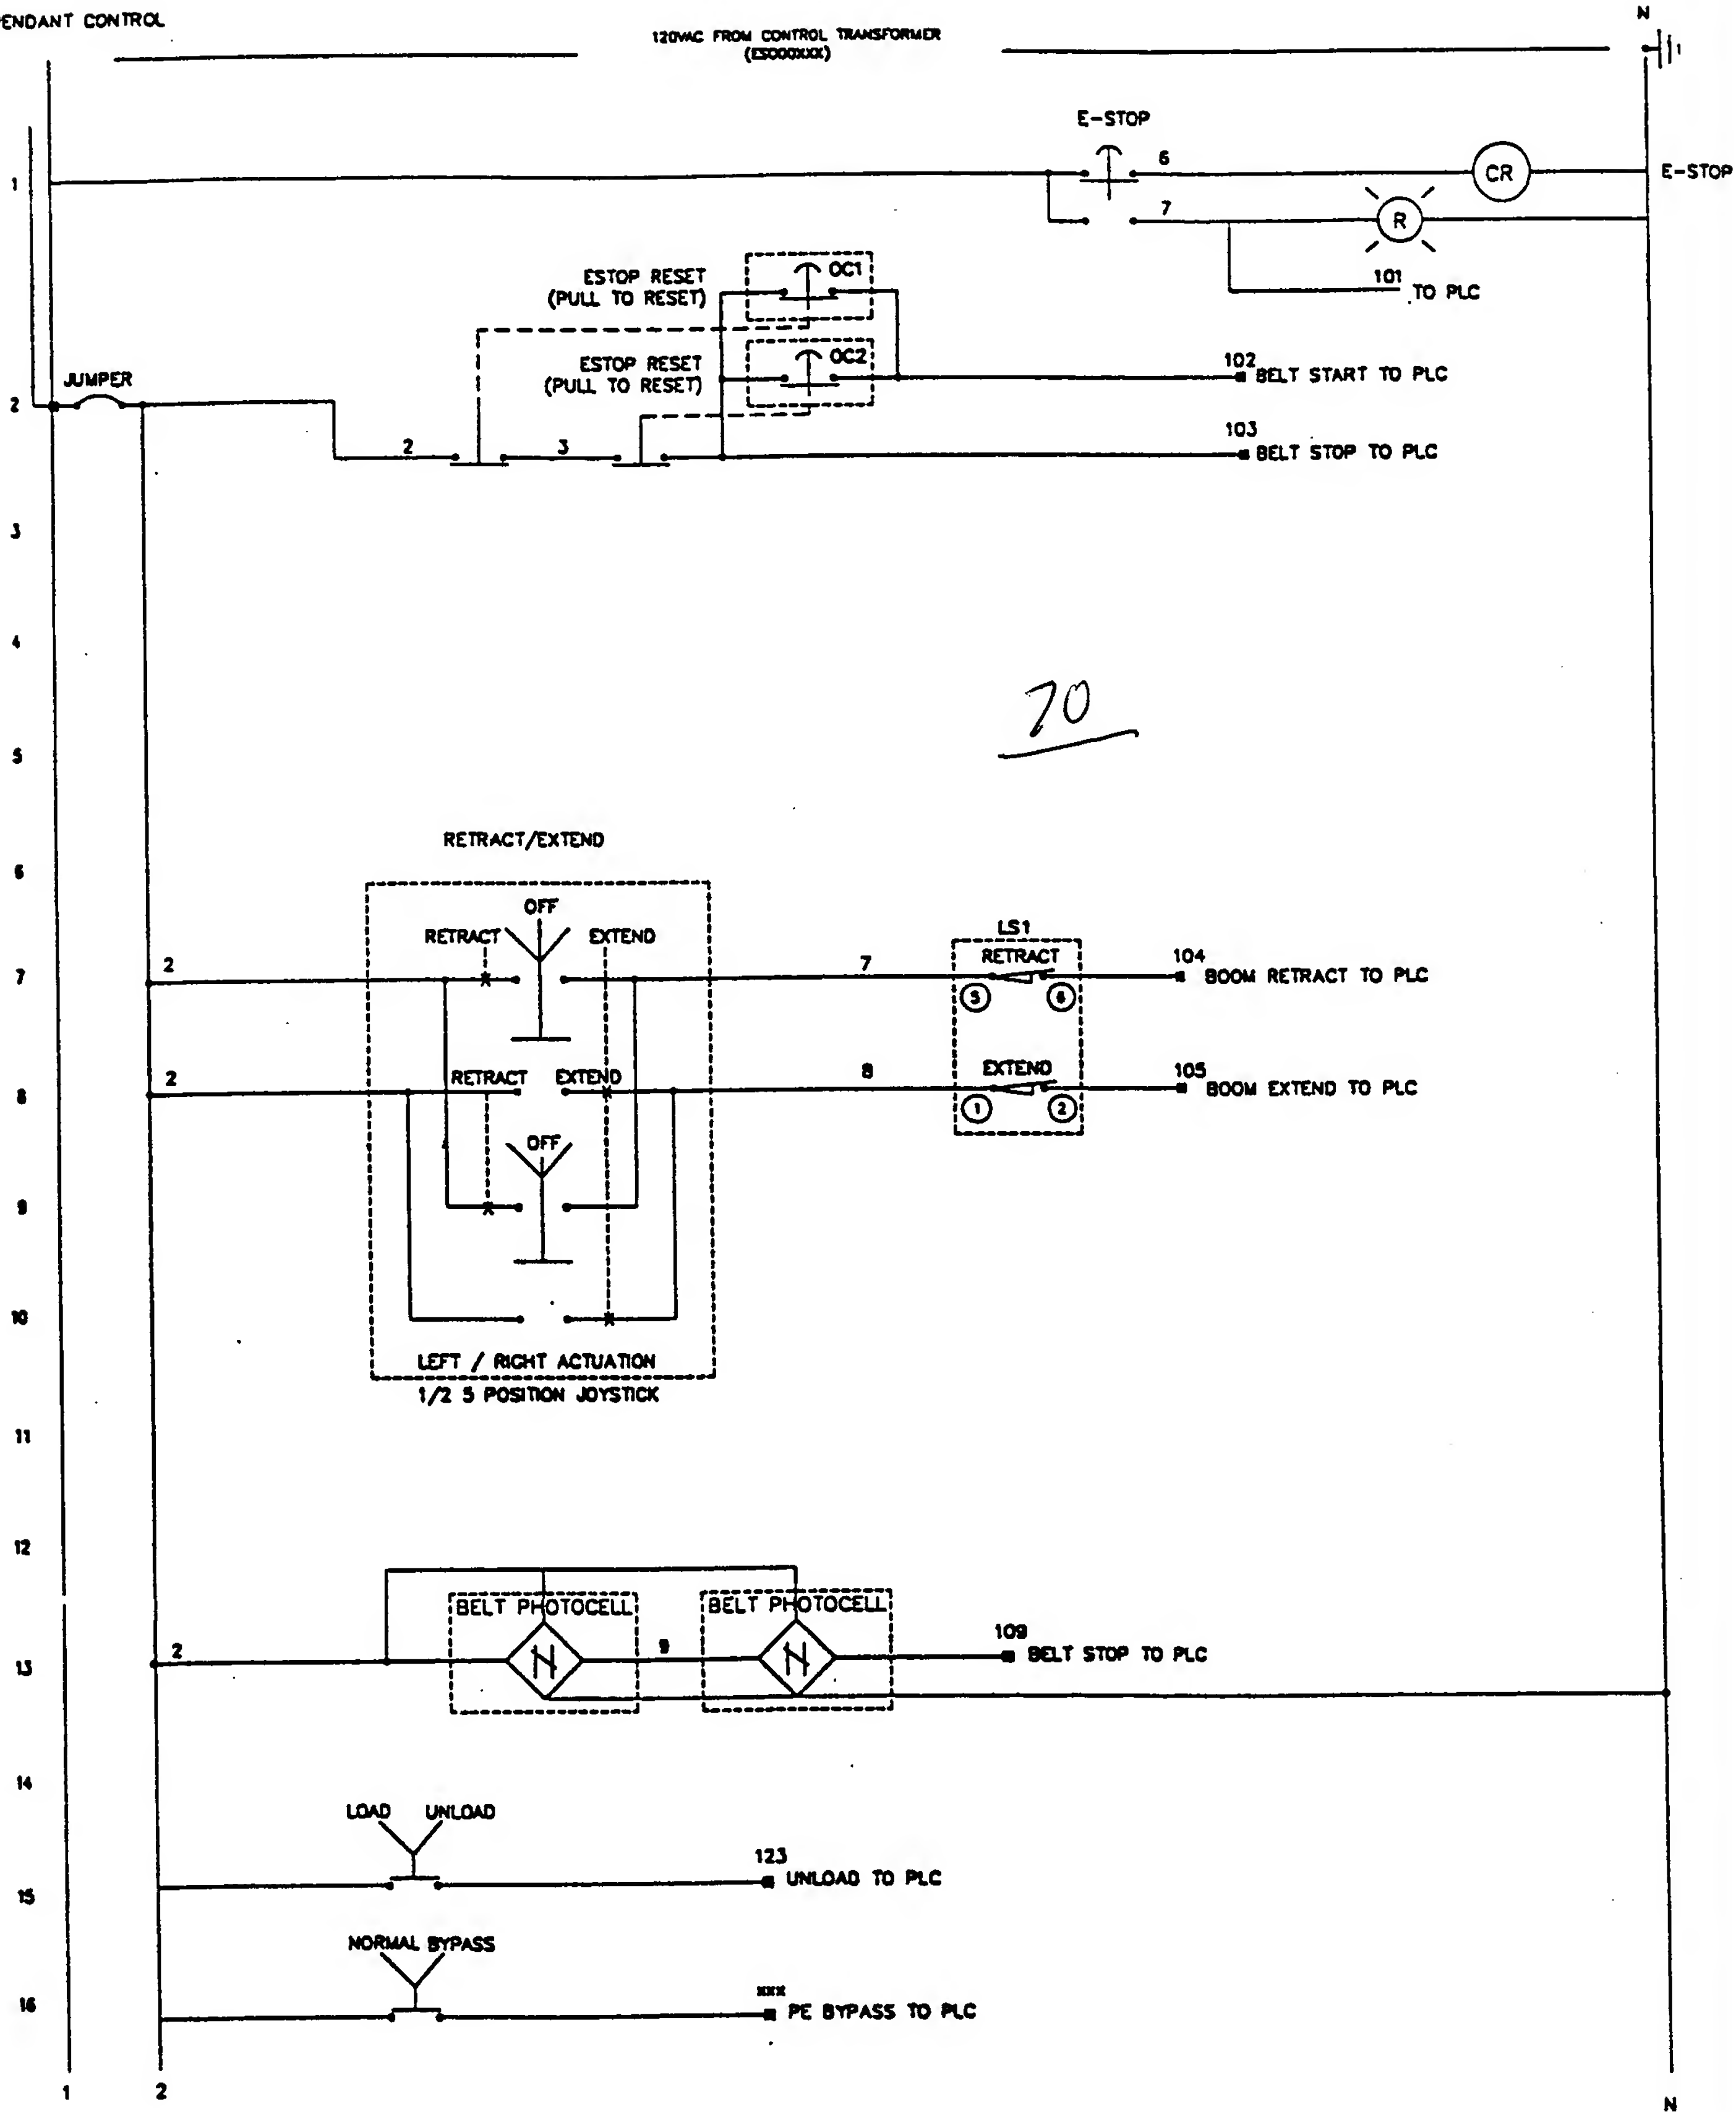 ENDANT CONTROL
120VAC FROM CONTROL TRANSFORMER
(ES000XXX)
N
1
E-STOP
1
6
CR
E-STOP
7
R
101
TO PLC
ESTOP RESET
(PULL TO RESET)
OC1
ESTOP RESET
(PULL TO RESET)
OC2
102
BELT START TO PLC
JUMPER
2
2
3
103
BELT STOP TO PLC
3
4
70
5
RETRACT/EXTEND
6
OFF
RETRACT
EXTEND
LS1
RETRACT
7
2
7
5
6
104
BOOM RETRACT TO PLC
8
2
RETRACT
EXTEND
8
EXTEND
1
2
105
BOOM EXTEND TO PLC
OFF
9
10
LEFT / RIGHT ACTUATION
1/2 5 POSITION JOYSTICK
11
12
BELT PHOTOCELL
BELT PHOTOCELL
13
2
9
109
BELT STOP TO PLC
14
LOAD UNLOAD
15
123
UNLOAD TO PLC
NORMAL BYPASS
16
xxx
PE BYPASS TO PLC
1
2
N